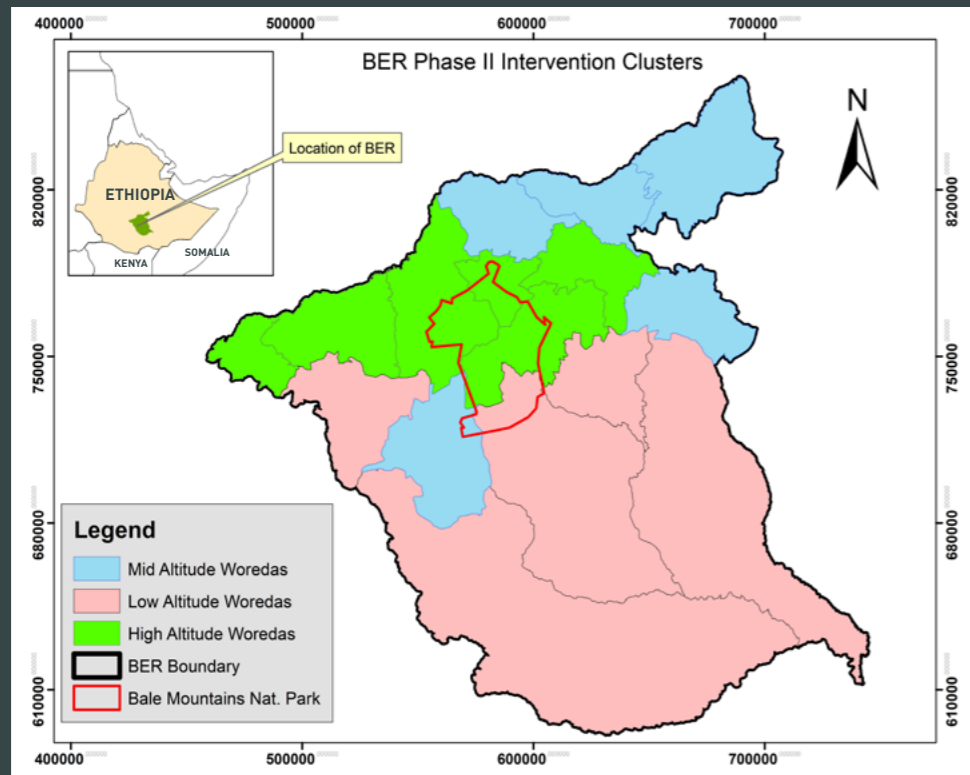 400000 500000 600000 700000
BER Phase II Intervention Clusters
N
Location of BER
ETHIOPIA
SOMALIA
KENYA
820000 820000
750000 750000
680000 680000
610000 610000
Legend
Mid Altitude Woredas
Low Altitude Woredas
High Altitude Woredas
BER Boundary
Bale Mountains Nat. Park
400000 500000 600000 700000